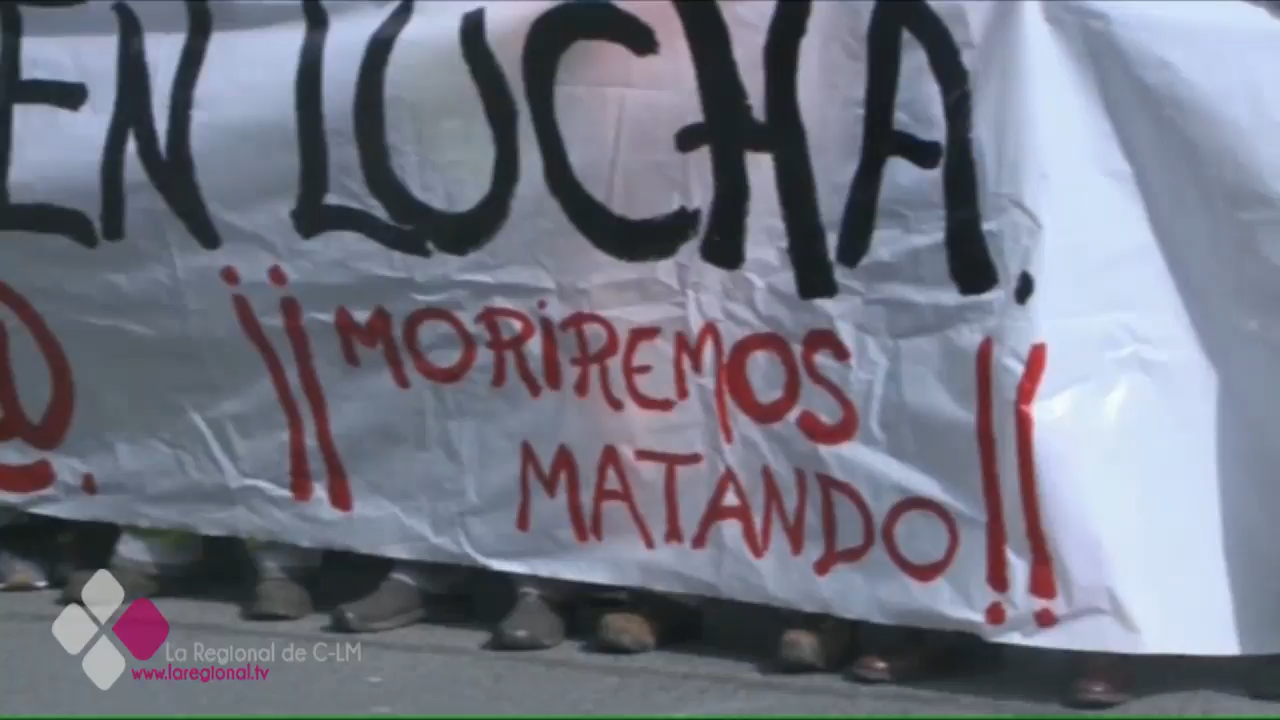 EN LUCHA.
@. ¡¡MORIREMOS
MATANDO!!
La Regional de C-LM
www.laregional.tv